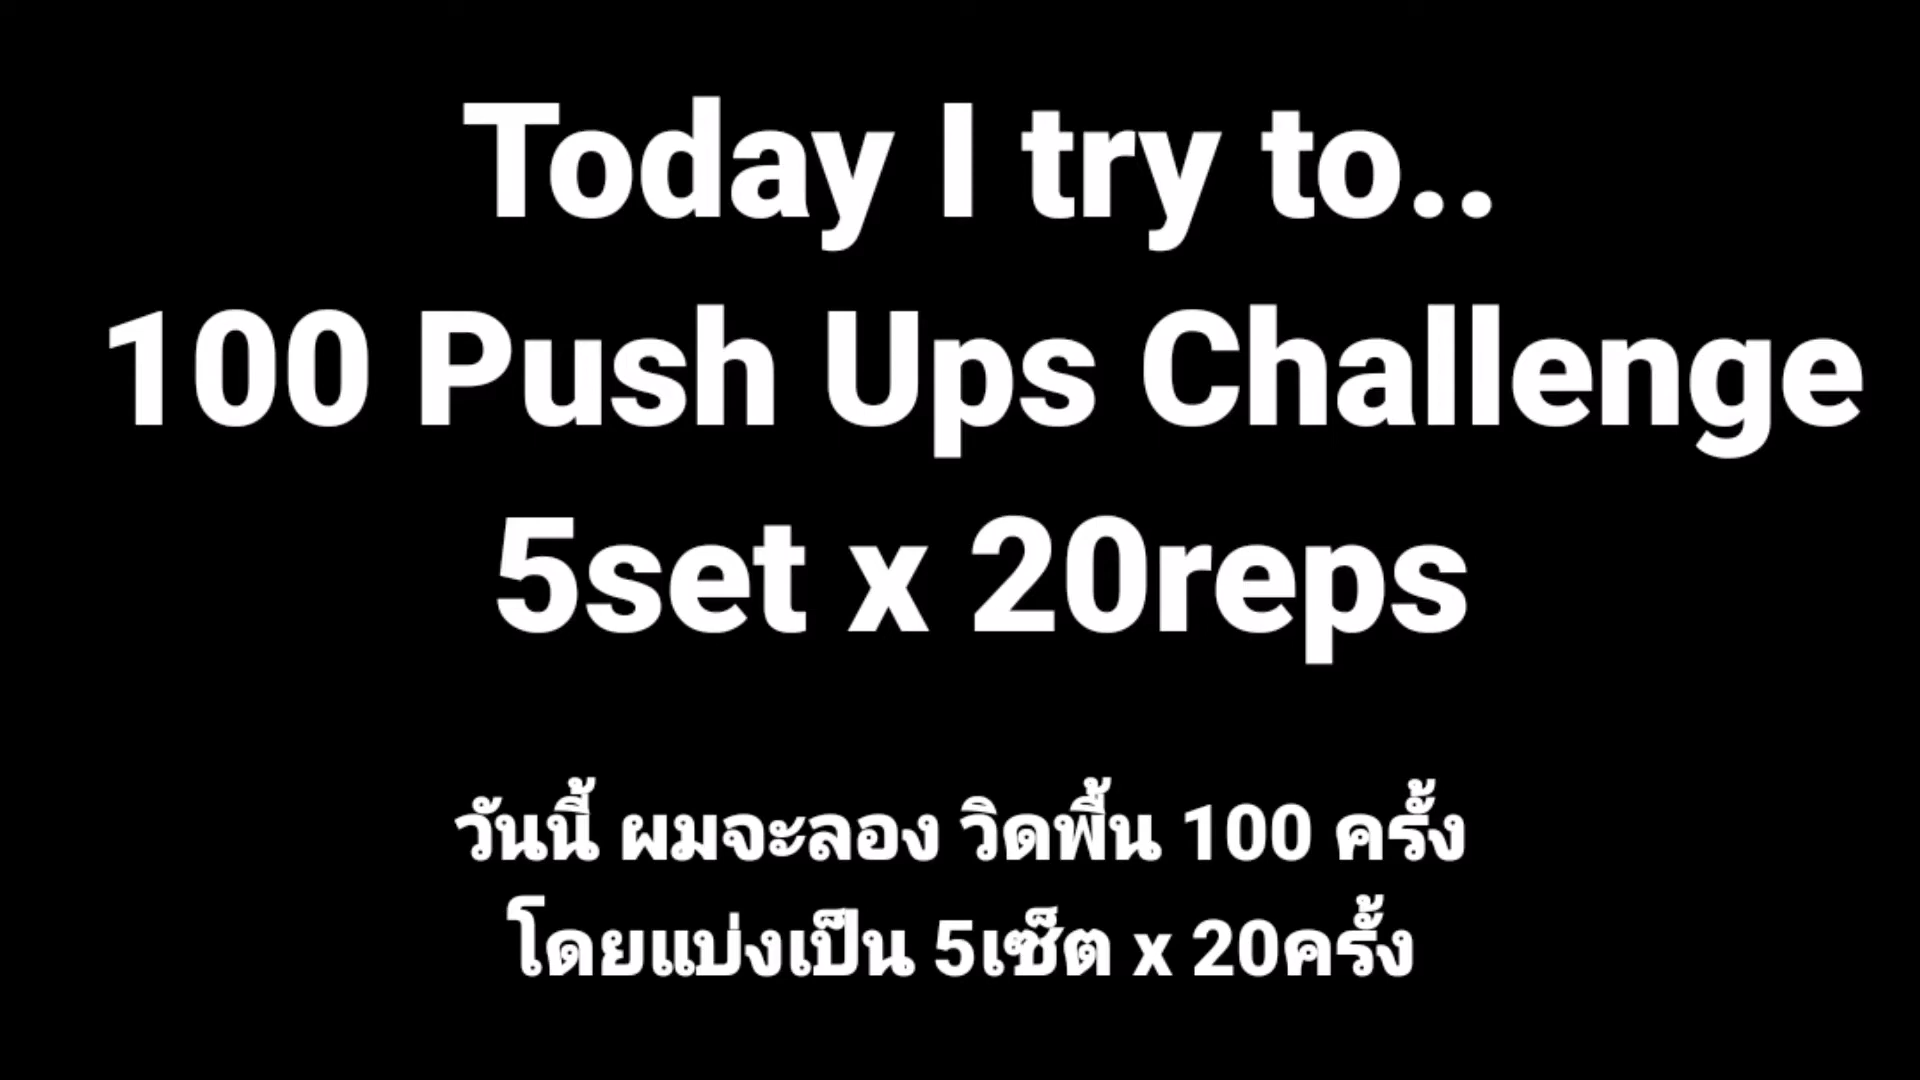 Today I try to..
100 Push Ups Challenge
5set x 20reps
วันนี้ ผมจะลอง วิดพื้น 100 ครั้ง
โดยแบ่งเป็น 5เซ็ต x 20ครั้ง